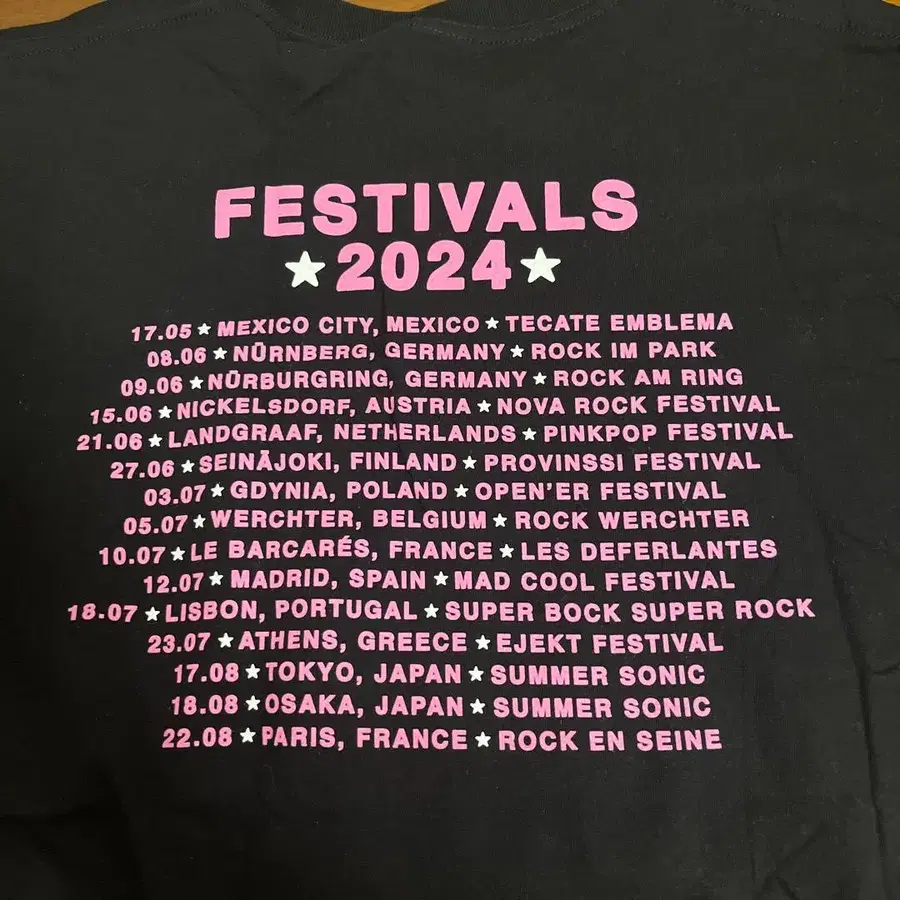 FESTIVALS
★2024★
17.05★MEXICO CITY, MEXICO★TECATE EMBLEMA
08.06★NÜRNBERG, GERMANY★ROCK IM PARK
09.06★NÜRBURGRING, GERMANY★ROCK AM RING
15.06★NICKELSDORF, AUSTRIA★NOVA ROCK FESTIVAL
21.06★LANDGRAAF, NETHERLANDS★PINKPOP FESTIVAL
27.06★SEINÄJOKI, FINLAND★PROVINSSI FESTIVAL
03.07★GDYNIA, POLAND★OPEN'ER FESTIVAL
05.07★WERCHTER, BELGIUM★ROCK WERCHTER
10.07★LE BARCARÉS, FRANCE★LES DEFERLANTES
12.07★MADRID, SPAIN★MAD COOL FESTIVAL
18.07★LISBON, PORTUGAL★SUPER BOCK SUPER ROCK
23.07★ATHENS, GREECE★EJEKT FESTIVAL
17.08★TOKYO, JAPAN★SUMMER SONIC
18.08★OSAKA, JAPAN★SUMMER SONIC
22.08★PARIS, FRANCE★ROCK EN SEINE